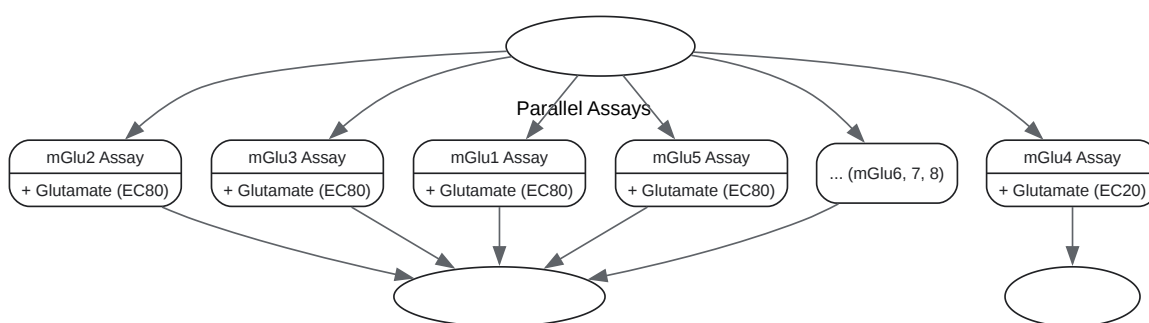 Parallel Assays
mGlu2 Assay
+ Glutamate (EC80)
mGlu3 Assay
+ Glutamate (EC80)
mGlu1 Assay
+ Glutamate (EC80)
mGlu5 Assay
+ Glutamate (EC80)
... (mGlu6, 7, 8)
mGlu4 Assay
+ Glutamate (EC20)